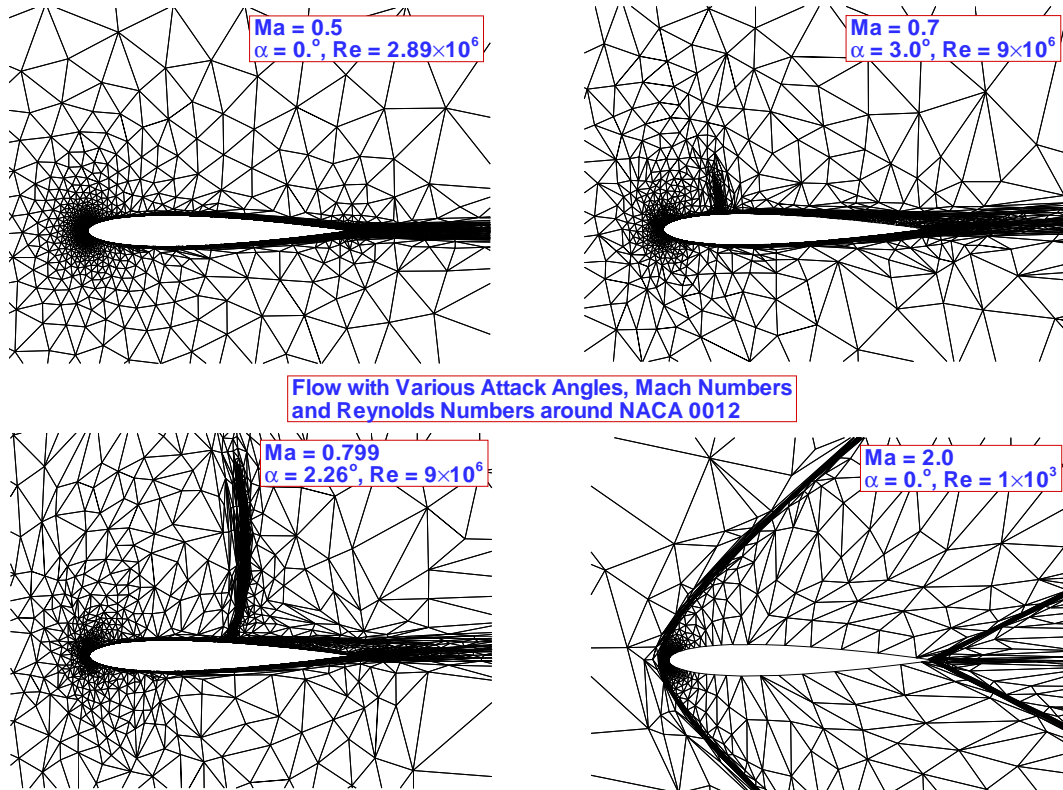 Ma = 0.5
α = 0.°, Re = 2.89×10⁶
Ma = 0.7
α = 3.0°, Re = 9×10⁶
Flow with Various Attack Angles, Mach Numbers
and Reynolds Numbers around NACA 0012
Ma = 0.799
α = 2.26°, Re = 9×10⁶
Ma = 2.0
α = 0.°, Re = 1×10³